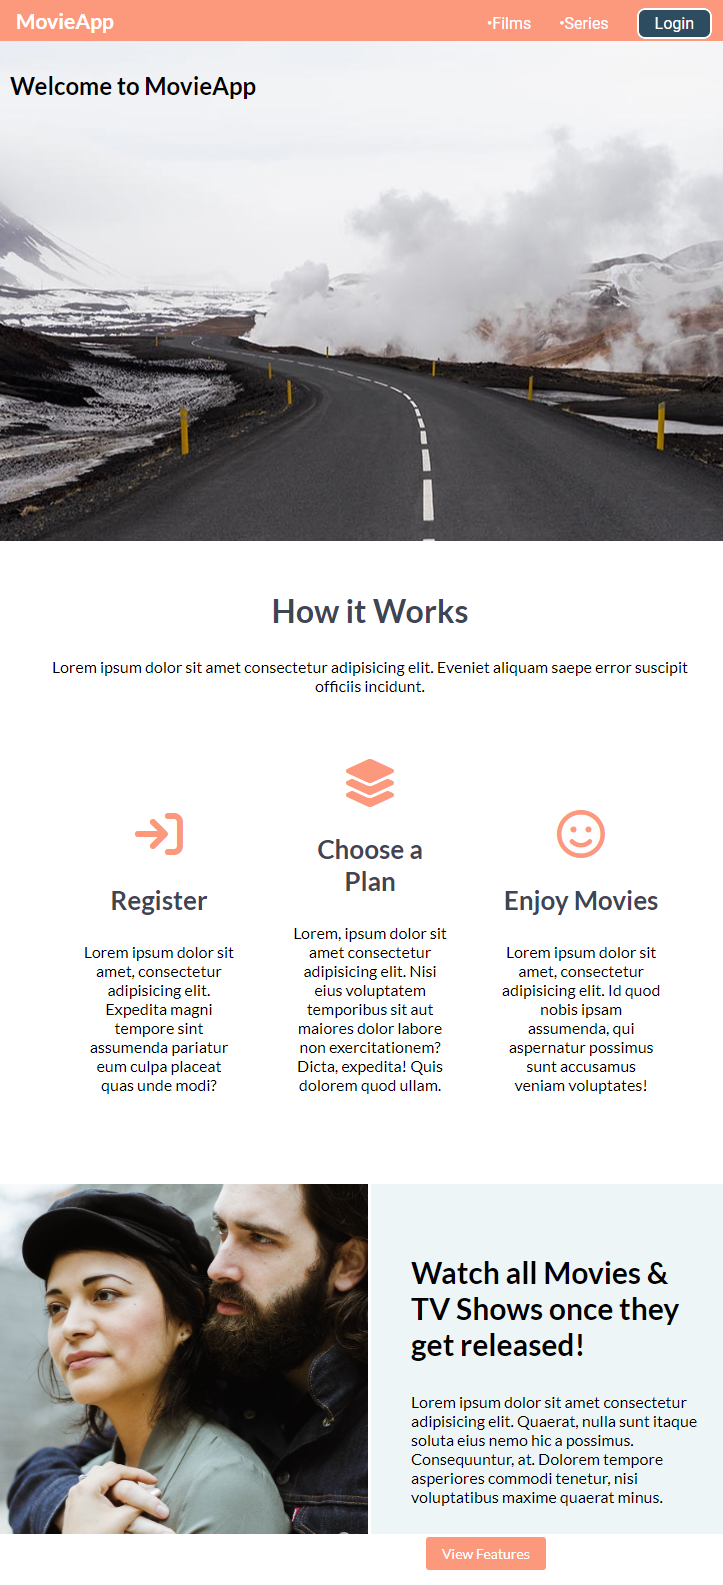 MovieApp
•Films
•Series
Login
Welcome to MovieApp
How it Works
Lorem ipsum dolor sit amet consectetur adipisicing elit. Eveniet aliquam saepe error suscipit
officiis incidunt.
Register
Lorem ipsum dolor sit
amet, consectetur
adipisicing elit.
Expedita magni
tempore sint
assumenda pariatur
eum culpa placeat
quas unde modi?
Choose a
Plan
Lorem, ipsum dolor sit
amet consectetur
adipisicing elit. Nisi
eius voluptatem
temporibus sit aut
maiores dolor labore
non exercitationem?
Dicta, expedita! Quis
dolorem quod ullam.
Enjoy Movies
Lorem ipsum dolor sit
amet, consectetur
adipisicing elit. Id quod
nobis ipsam
assumenda, qui
aspernatur possimus
sunt accusamus
veniam voluptates!
Watch all Movies &
TV Shows once they
get released!
Lorem ipsum dolor sit amet consectetur
adipisicing elit. Quaerat, nulla sunt itaque
soluta eius nemo hic a possimus.
Consequuntur, at. Dolorem tempore
asperiores commodi tenetur, nisi
voluptatibus maxime quaerat minus.
View Features